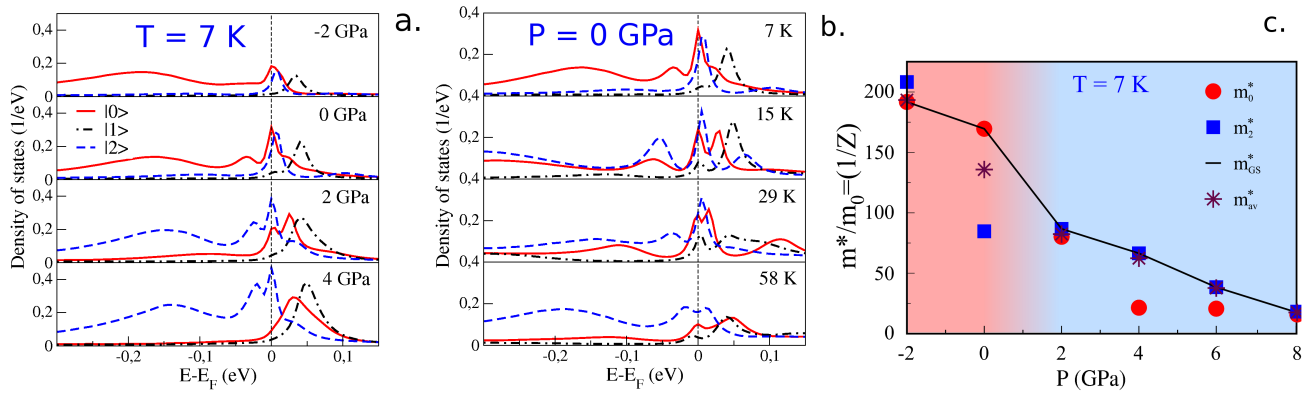 a.
T = 7 K
Density of states (1/eV)
0,4
0,2
0
-2 GPa
0,4
0,2
0
0 GPa
|0>
|1>
|2>
0,4
0,2
0
2 GPa
0,4
0,2
0
4 GPa
-0,2
-0,1
0
0,1
E-E_F (eV)
b.
P = 0 GPa
Density of states (1/eV)
0,4
0,2
0,4
7 K
0,2
0,4
15 K
0,2
0,4
29 K
0,2
0
58 K
-0,2
-0,1
0
0,1
E-E_F (eV)
c.
T = 7 K
m*/m₀=(1/Z)
200
150
100
50
0
m*₀
m*₂
m*_GS
m*_av
-2
0
2
4
6
8
P (GPa)